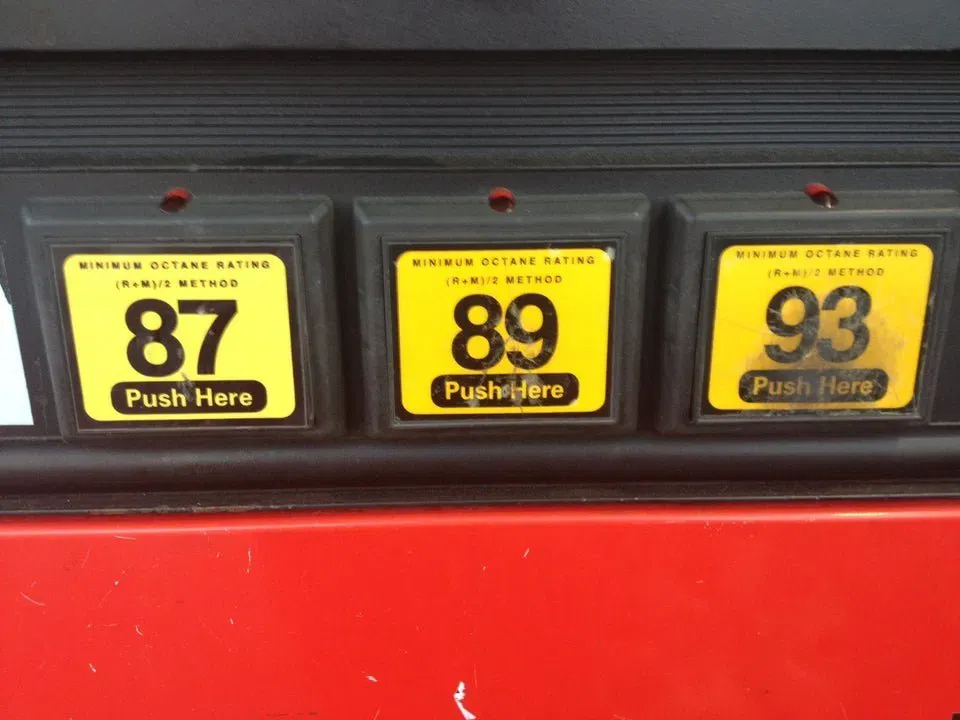 MINIMUM OCTANE RATING
(R+M)/2 METHOD
87
Push Here
MINIMUM OCTANE RATING
(R+M)/2 METHOD
89
Push Here
MINIMUM OCTANE RATING
(R+M)/2 METHOD
93
Push Here